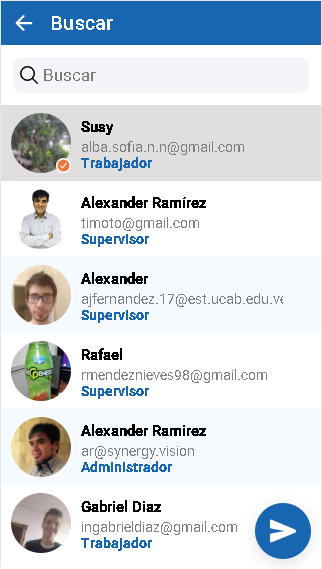 Buscar
Buscar
Susy
alba.sofia.n.n@gmail.com
Trabajador
Alexander Ramírez
timoto@gmail.com
Supervisor
Alexander
ajfernandez.17@est.ucab.edu.ve
Supervisor
Rafael
rmendeznieves98@gmail.com
Supervisor
Alexander Ramirez
ar@synergy.vision
Administrador
Gabriel Diaz
ingabrieldiaz@gmail.com
Trabajador